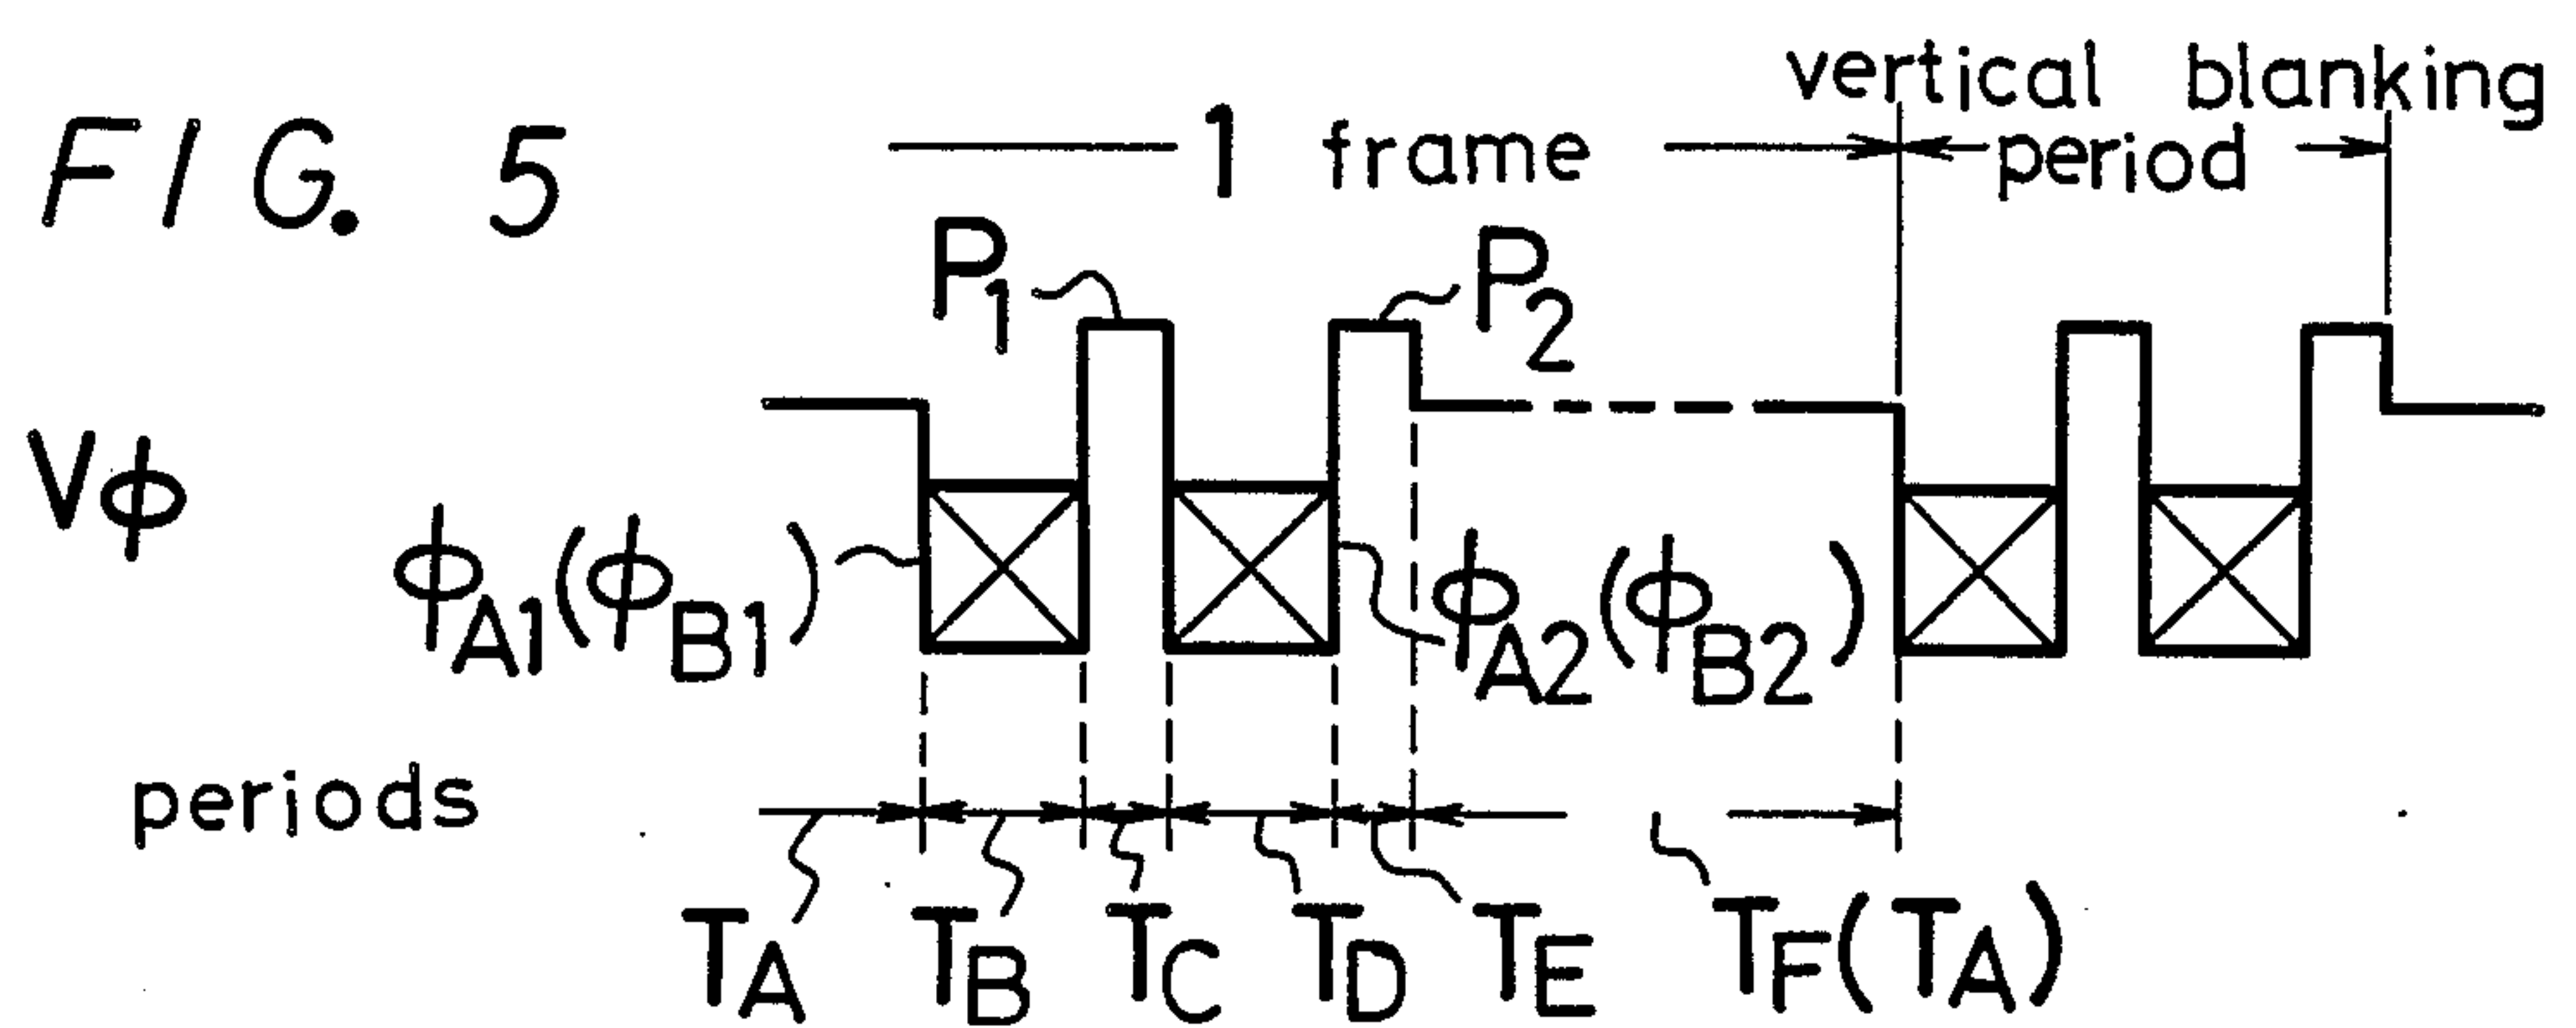 FIG. 5
1 frame
vertical blanking
period
P1
P2
Vϕ
ϕA1(ϕB1)
ϕA2(ϕB2)
periods
TA TB TC TD TE TF(TA)